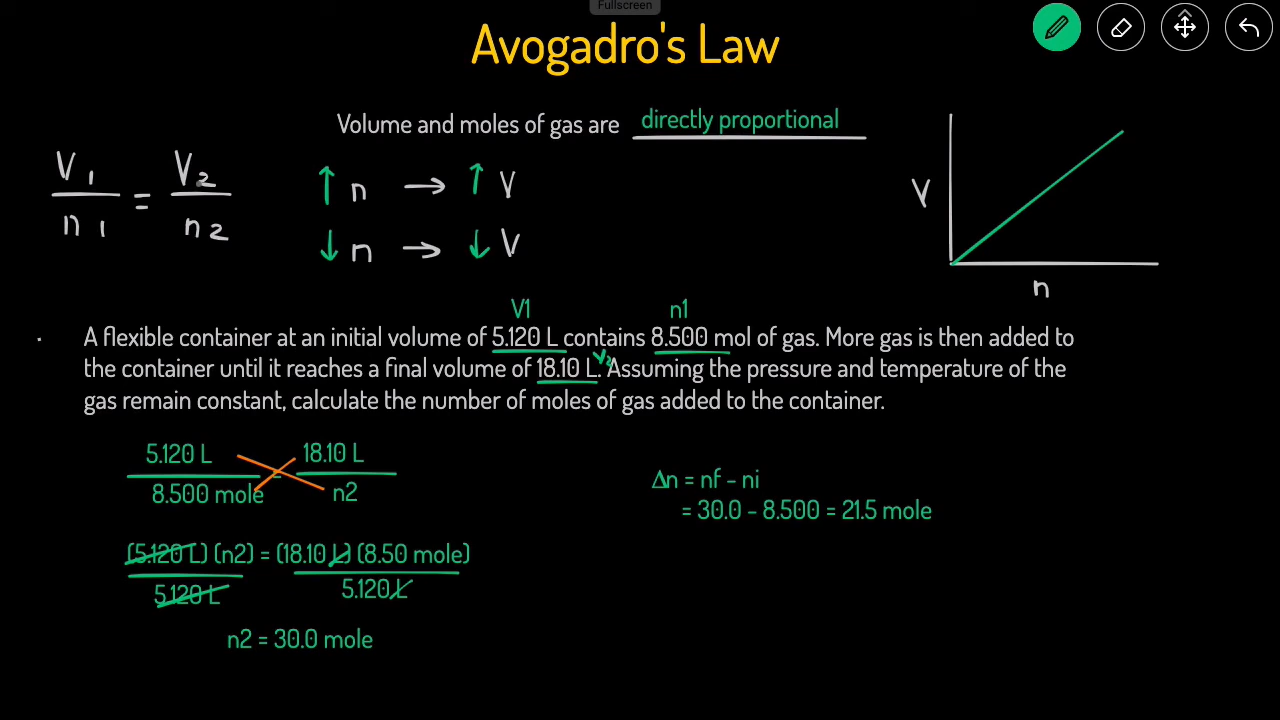 Fullscreen
Avogadro's Law
Volume and moles of gas are directly proportional
V1 / n1 = V2 / n2
↑ n → ↑ V
↓ n → ↓ V
V
n
V1 n1
A flexible container at an initial volume of 5.120 L contains 8.500 mol of gas. More gas is then added to
V2
the container until it reaches a final volume of 18.10 L. Assuming the pressure and temperature of the
gas remain constant, calculate the number of moles of gas added to the container.
5.120 L = 18.10 L
8.500 mole n2
(5.120 L) (n2) = (18.10 L) (8.50 mole)
5.120 L 5.120 L
n2 = 30.0 mole
Δn = nf - ni
= 30.0 - 8.500 = 21.5 mole